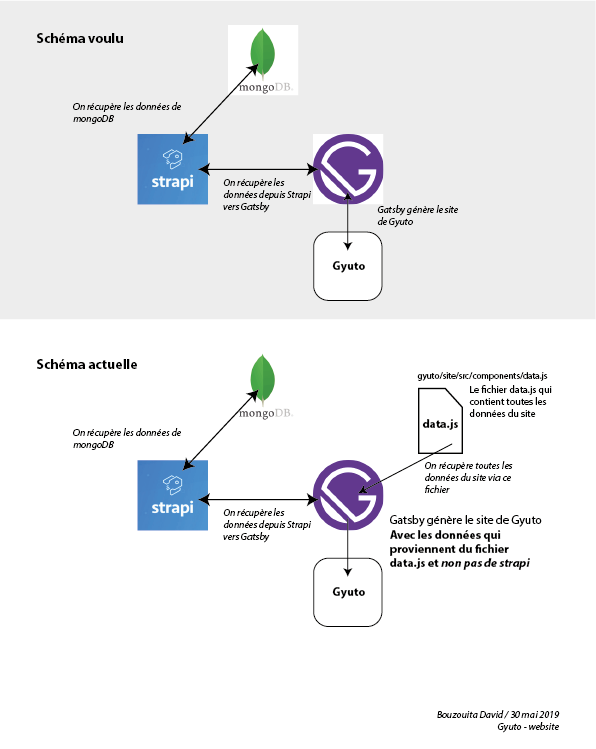 Schéma voulu
mongoDB.
On récupère les données de
mongoDB
strapi
On récupère les
données depuis Strapi
vers Gatsby
Gatsby génère le site
de Gyuto
Gyuto
Schéma actuelle
gyuto/site/src/components/data.js
Le fichier data.js qui
contient toutes les
données du site
mongoDB.
data.js
On récupère les données de
mongoDB
On récupère toutes les
données du site via ce
fichier
strapi
On récupère les
données depuis Strapi
vers Gatsby
Gatsby génère le site de Gyuto
Avec les données qui
proviennent du fichier
data.js et non pas de strapi
Gyuto
Bouzouita David / 30 mai 2019
Gyuto - website